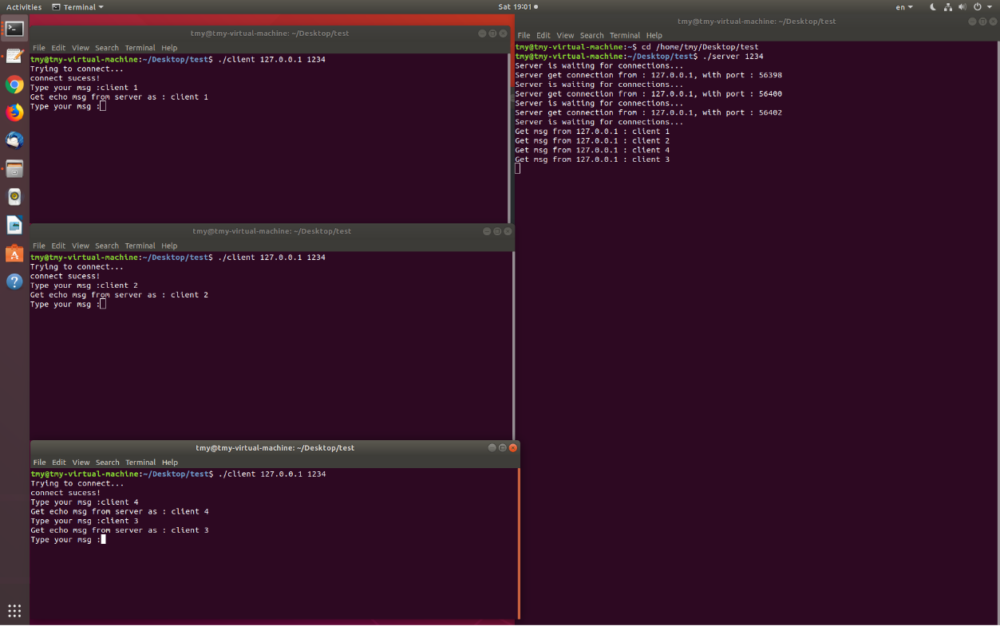 Activities Terminal Sat 19:01 en
tmy@tmy-virtual-machine: ~/Desktop/test
File Edit View Search Terminal Help
tmy@tmy-virtual-machine:~/Desktop/test$ ./client 127.0.0.1 1234
Trying to connect...
connect sucess!
Type your msg :client 1
Get echo msg from server as : client 1
Type your msg :
tmy@tmy-virtual-machine: ~/Desktop/test
File Edit View Search Terminal Help
tmy@tmy-virtual-machine:~/Desktop/test$ ./client 127.0.0.1 1234
Trying to connect...
connect sucess!
Type your msg :client 2
Get echo msg from server as : client 2
Type your msg :
tmy@tmy-virtual-machine: ~/Desktop/test
File Edit View Search Terminal Help
tmy@tmy-virtual-machine:~/Desktop/test$ ./client 127.0.0.1 1234
Trying to connect...
connect sucess!
Type your msg :client 4
Get echo msg from server as : client 4
Type your msg :client 3
Get echo msg from server as : client 3
Type your msg :
tmy@tmy-virtual-machine: ~/Desktop/test
File Edit View Search Terminal Help
tmy@tmy-virtual-machine:~$ cd /home/tmy/Desktop/test
tmy@tmy-virtual-machine:~/Desktop/test$ ./server 1234
Server is waiting for connections...
Server get connection from : 127.0.0.1, with port : 56398
Server is waiting for connections...
Server get connection from : 127.0.0.1, with port : 56400
Server is waiting for connections...
Server get connection from : 127.0.0.1, with port : 56402
Server is waiting for connections...
Get msg from 127.0.0.1 : client 1
Get msg from 127.0.0.1 : client 2
Get msg from 127.0.0.1 : client 4
Get msg from 127.0.0.1 : client 3